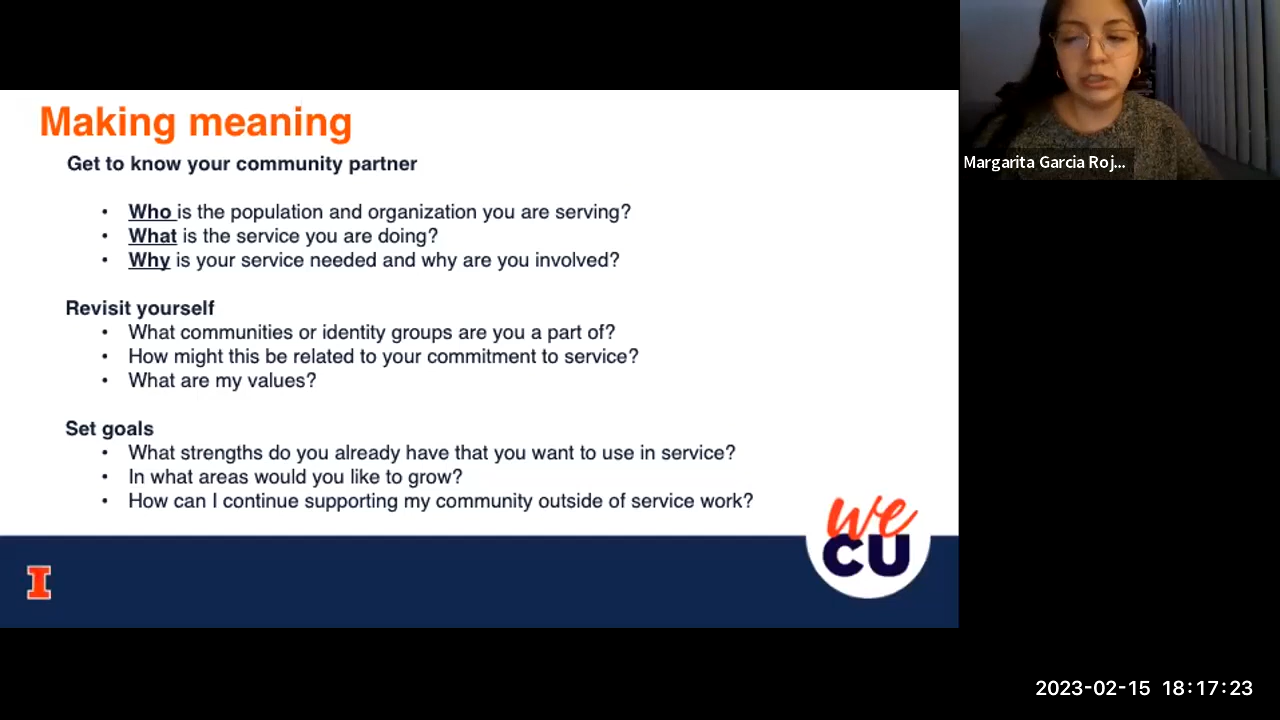 Making meaning
Get to know your community partner
• Who is the population and organization you are serving?
• What is the service you are doing?
• Why is your service needed and why are you involved?
Revisit yourself
• What communities or identity groups are you a part of?
• How might this be related to your commitment to service?
• What are my values?
Set goals
• What strengths do you already have that you want to use in service?
• In what areas would you like to grow?
• How can I continue supporting my community outside of service work?
we
CU
I
Margarita Garcia Roj...
2023-02-15 18:17:23